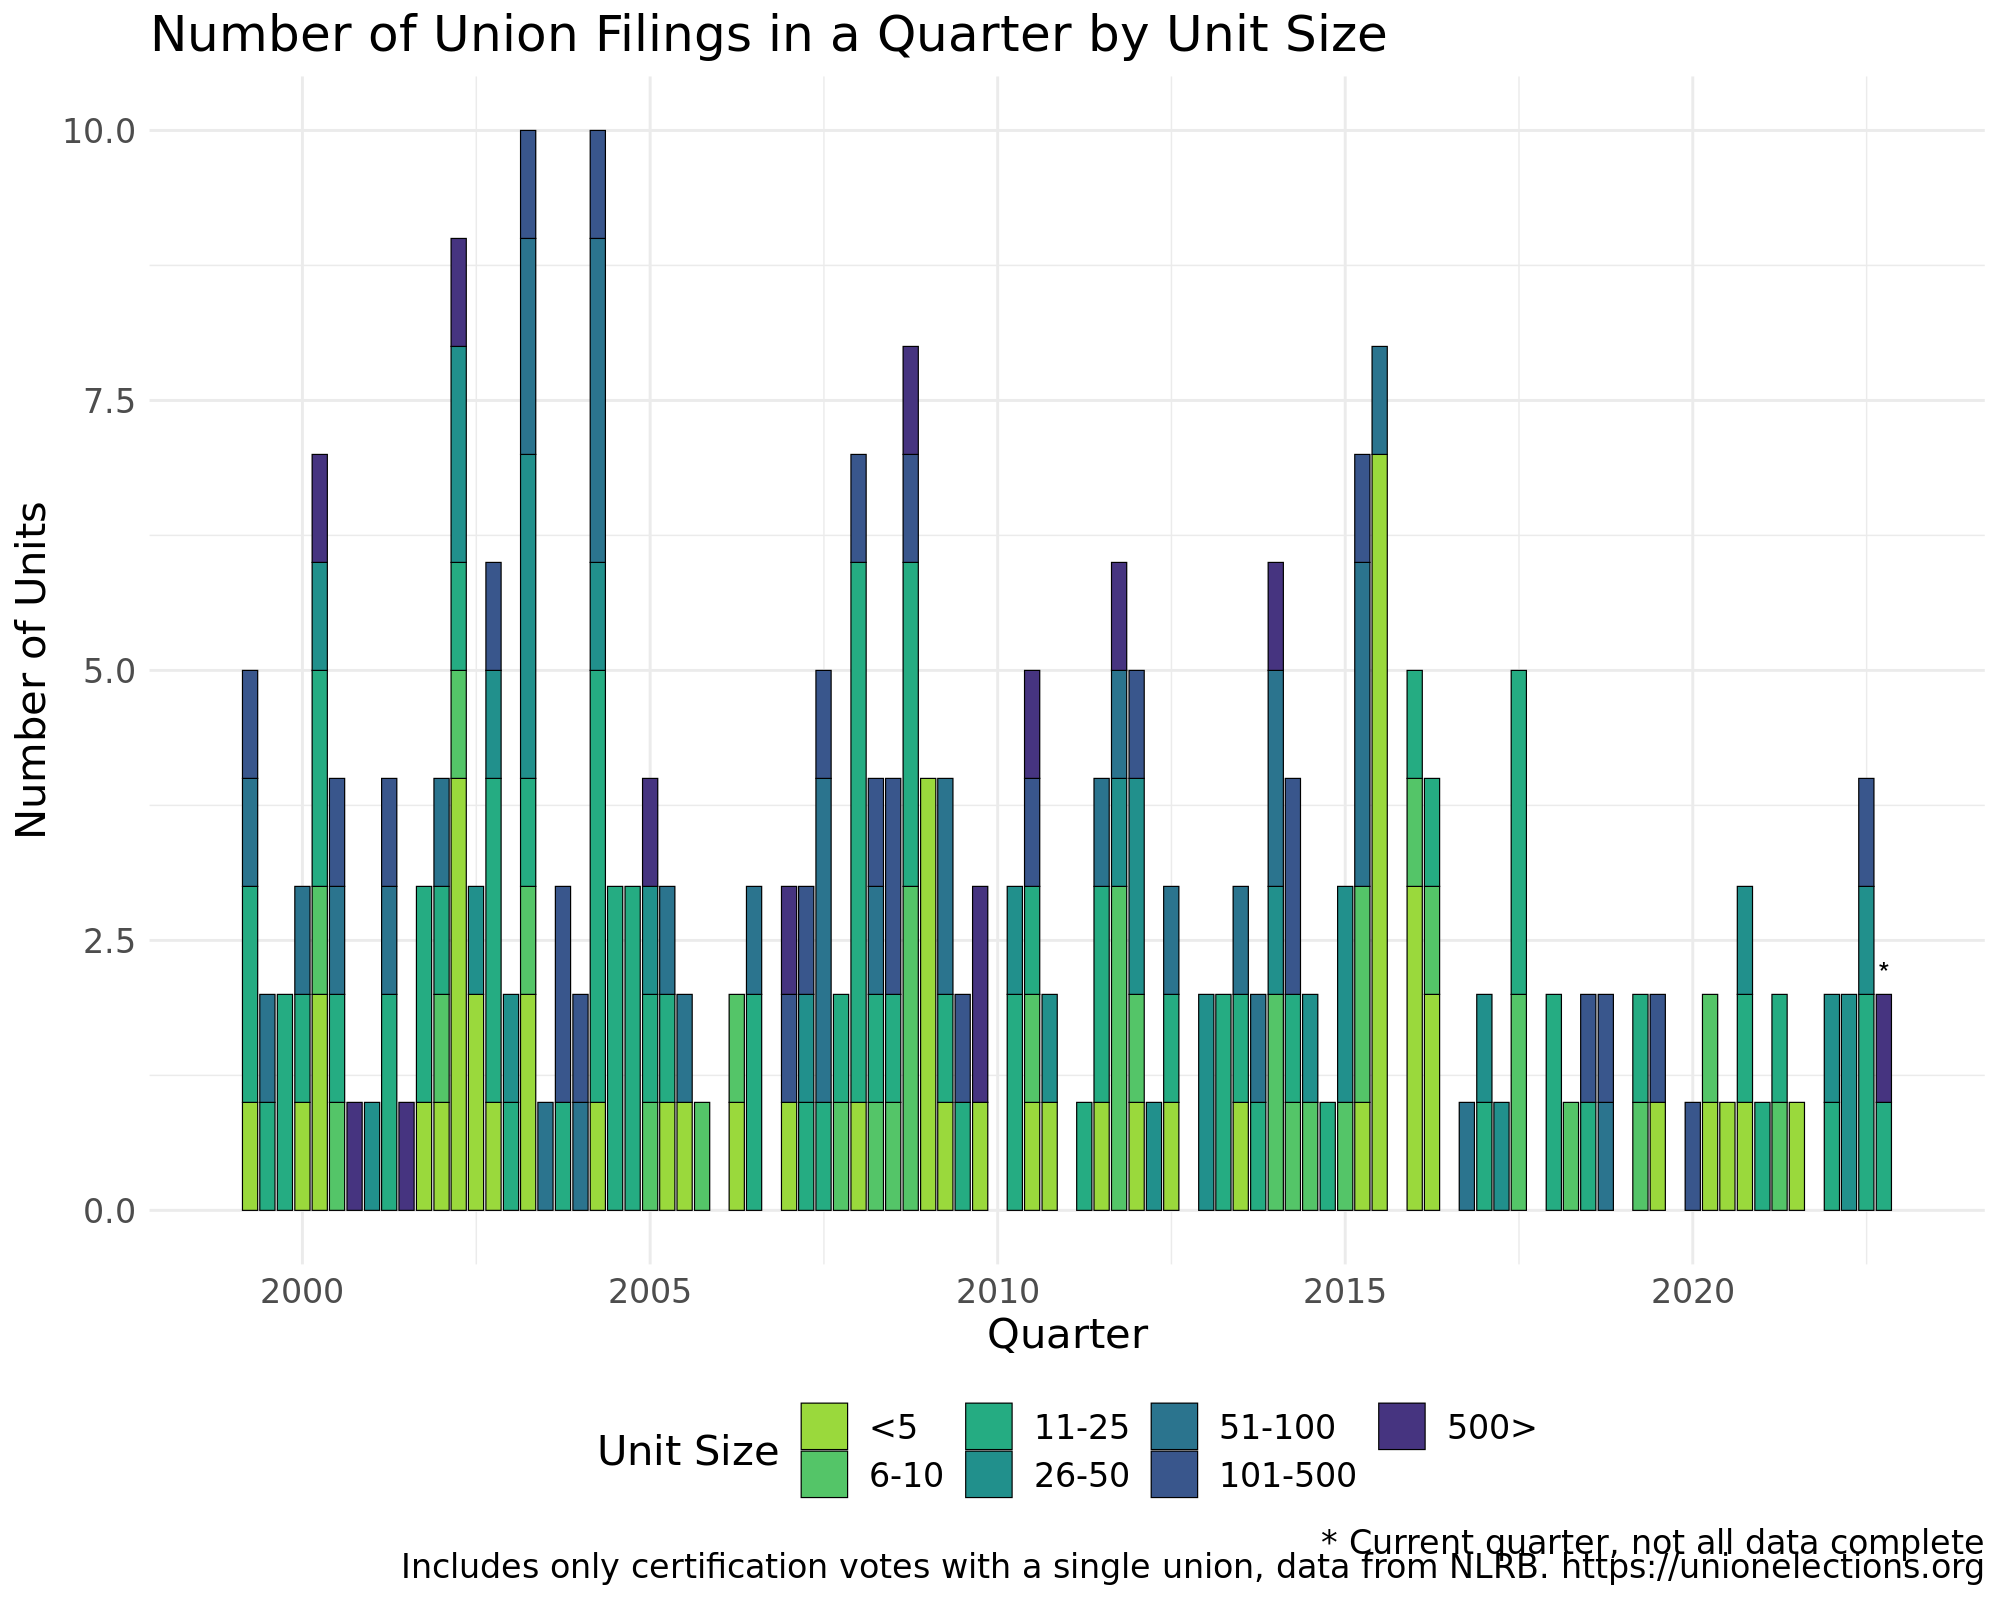 Number of Union Filings in a Quarter by Unit Size
10.0
7.5
5.0
2.5
0.0
Number of Units
*
2000 2005 2010 2015 2020
Quarter
Unit Size
<5 11-25 51-100 500>
6-10 26-50 101-500
* Current quarter, not all data complete
Includes only certification votes with a single union, data from NLRB. https://unionelections.org